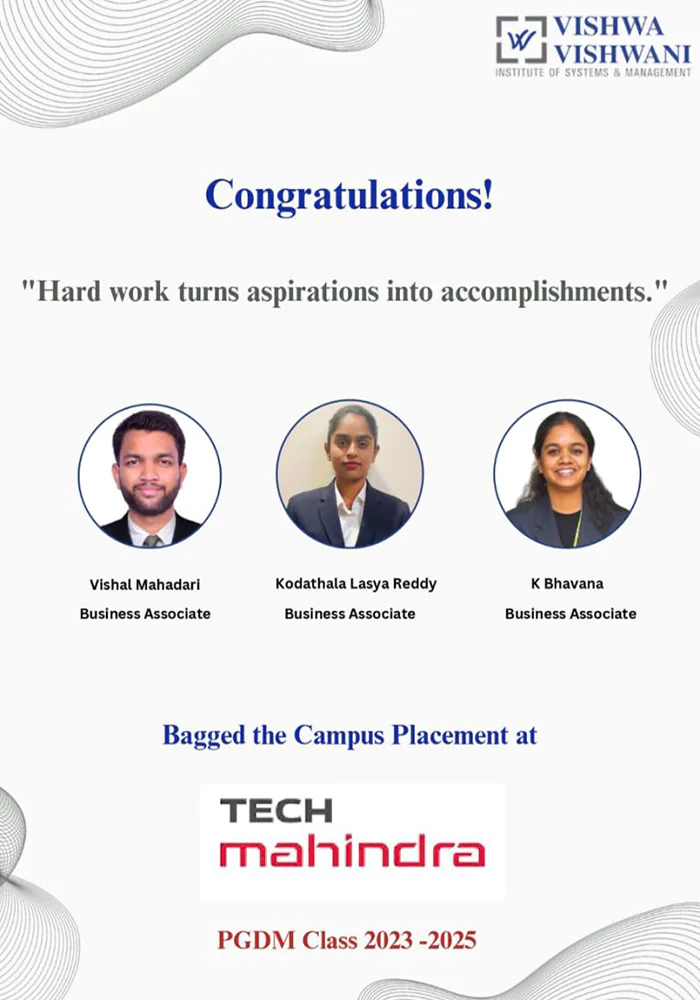 VISHWA
VISHWANI
INSTITUTE OF SYSTEMS & MANAGEMENT
Congratulations!
"Hard work turns aspirations into accomplishments."
Vishal Mahadari
Business Associate
Kodathala Lasya Reddy
Business Associate
K Bhavana
Business Associate
Bagged the Campus Placement at
TECH
mahindra
PGDM Class 2023 -2025